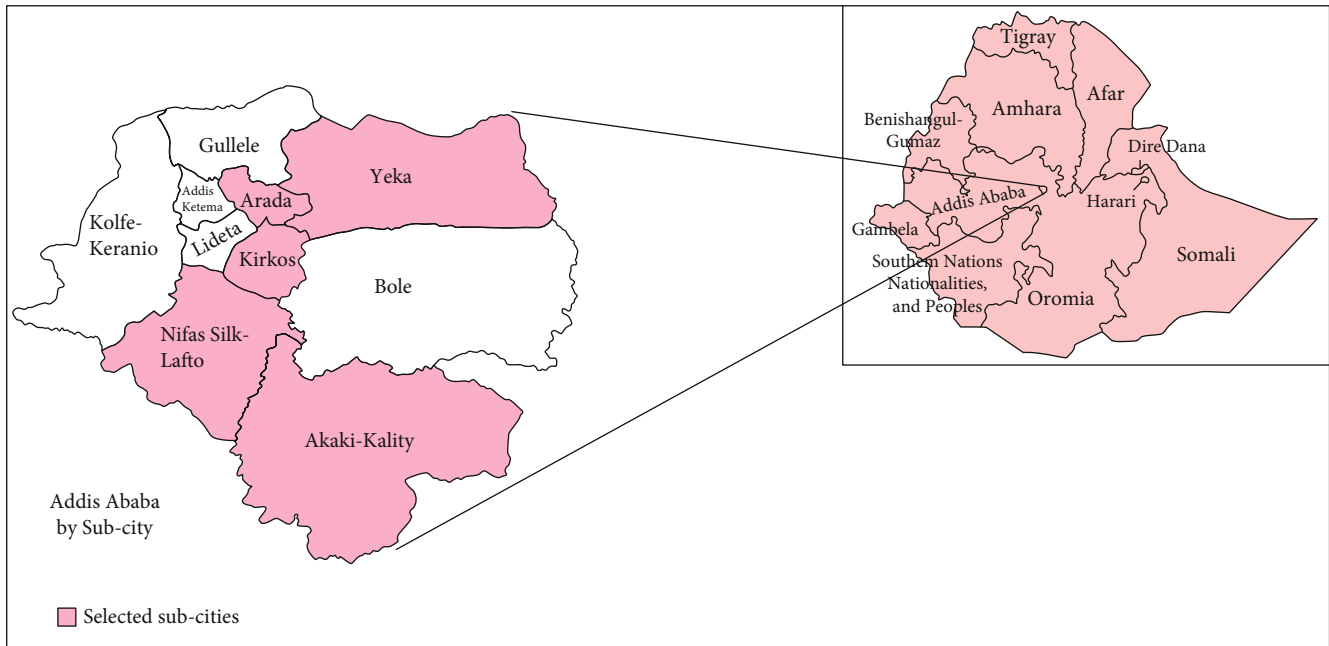 Gullele
Yeka
Addis
Ketema
Arada
Kolfe-
Keranio
Lideta
Kirkos
Bole
Nifas Silk-
Lafto
Akaki-Kality
Addis Ababa
by Sub-city
Selected sub-cities
Tigray
Afar
Amhara
Benishangul-
Gumaz
Dire Dana
Addis Ababa
Harari
Gambela
Somali
Southern Nations
Nationalities,
and Peoples
Oromia